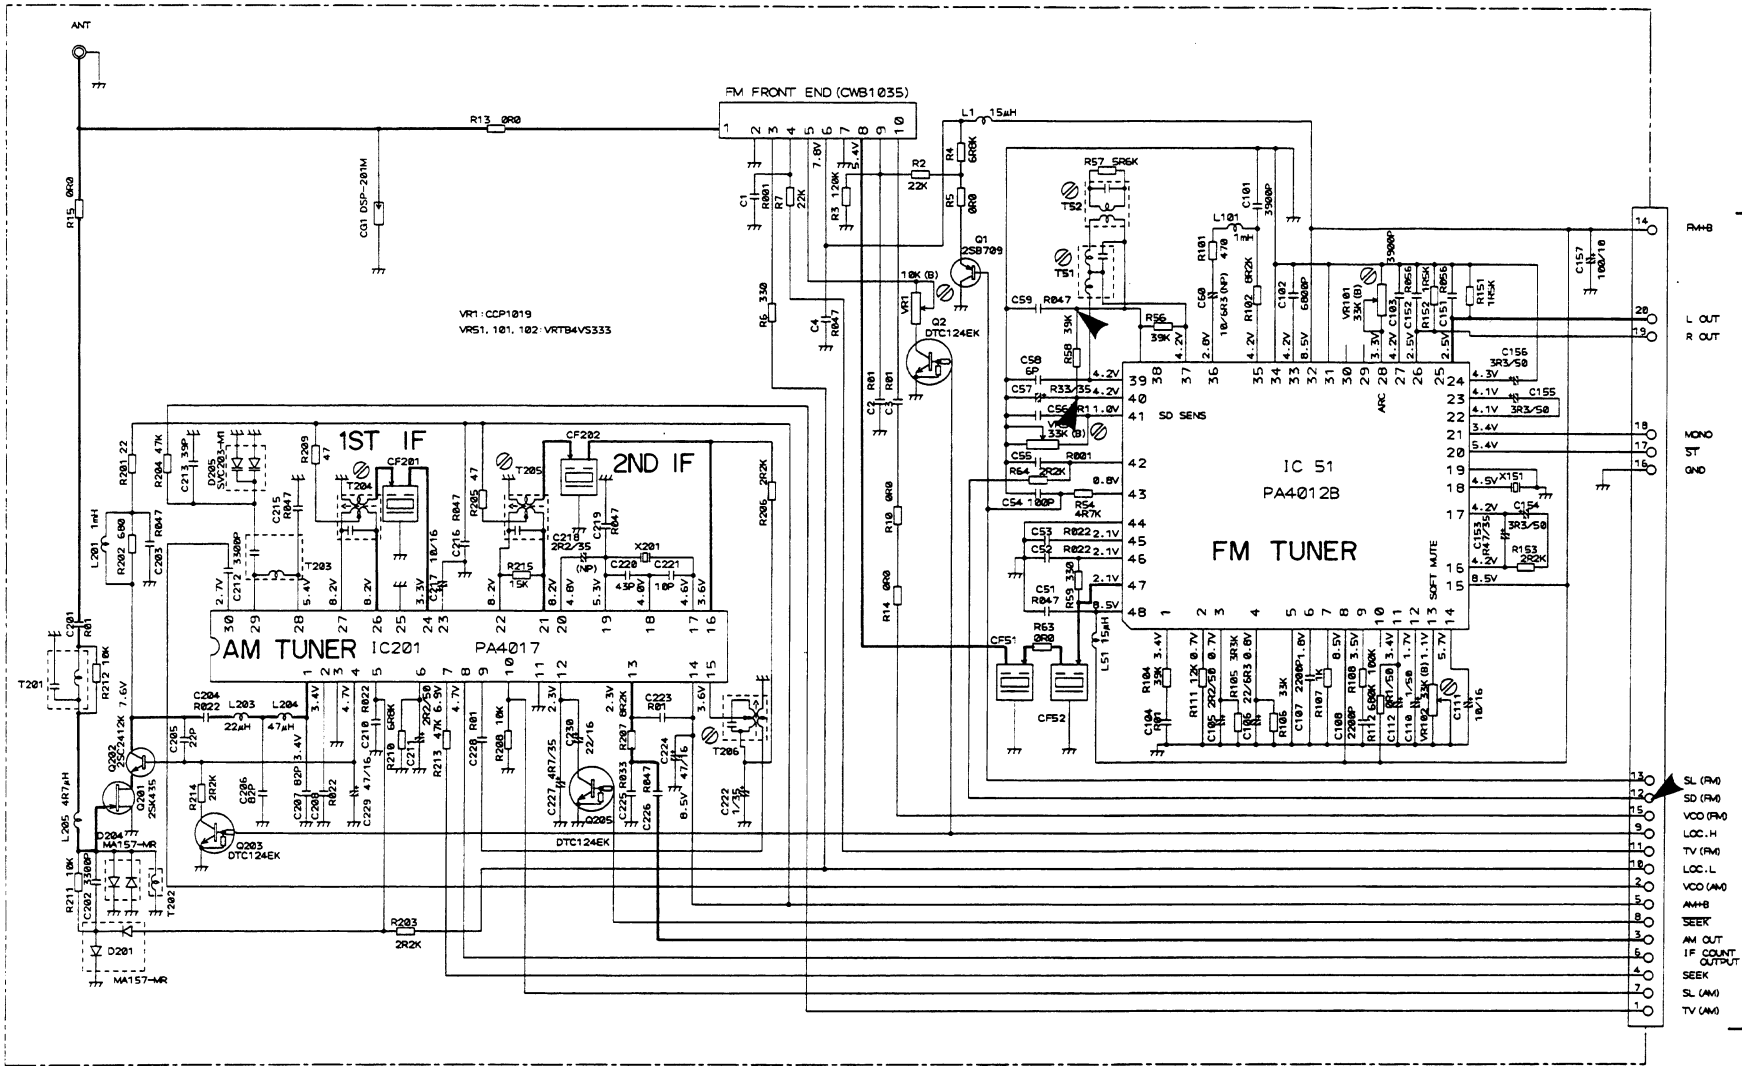 ANT
FM FRONT END (CWB1035)
1 2 3 4 5 6 7 8 9 10
7.8V
5.4V
R13 0R0
R15 0R0
CG1 DSP-201M
L1 15μH
R4 6R8K
R2 22K
R5 0R0
R3 120K
C1 R001
R7 22K
Q1
2SB709
10K (B)
VR1
Q2
DTC124EK
R6 330
C4 R047
C2 R01
C3 R01
R10 0R0
R14 0R0
VR1 : CCP1019
VR51, 101, 102 : VRTB4VS333
R57 5R6K
T52
T51
C59 R047
R58 39K
R56
39K
C58
6P
C57
R33/35
C56
33K (B)
C55 R001
R64
2R2K
C54 100P
R54
4R7K
C53 R022
C52 R022
C51
R047
R59 330
R63
0R0
L51 15μH
CF51
CF52
C101 3900P
L101
1mH
R101 470
C60 10/6R3 (NP)
R102 8R2K
C102 6800P
VR101 33K (B)
C103 3900P
C152 R056
R152 1R5K
C151 R056
R151 1R5K
C157 100/10
C156
3R3/50
C155
3R3/50
X151
C154
3R3/50
C153 R47/35
R153
2R2K
4.2V 2.8V 4.2V 4.2V 8.5V 3.3V 4.2V 2.5V 2.5V
38 37 36 35 34 33 32 31 30 29 28 27 26 25
39 4.2V
40 4.2V
41 1.0V
42
43 0.8V
44
45 2.1V
46 2.1V
47 2.1V
48 8.5V
SD SENS
ARC
SOFT MUTE
IC 51
PA4012B
FM TUNER
24 4.3V
23 4.1V
22 4.1V
21 3.4V
20 5.4V
19
18 4.5V
17 4.2V
16 4.2V
15 8.5V
1 2 3 4 5 6 7 8 9 10 11 12 13 14
3.4V 0.7V 0.7V 0.8V 1.8V 8.5V 3.5V 3.4V 1.7V 1.1V 5.7V
R104 39K
C104 R01
R111 12K
C105 2R2/50
R105 3R3K
C106 22/6R3
R106 33K
C107 2200P
R107 1K
C108 2200P
R108 100K
R112 680K
C112 0R1/50
C110 1/50
VR102 33K (B)
C111 10/16
R201 22
R204 47K
C213 39P
D205
SVC203-M1
C215 R047
R209 47
1ST IF
CF201
T204
R205 47
T205
CF202
2ND IF
C219 R047
R206 2R2K
L201 1mH
R202 680
C203 R047
C212 3300P
T203
C217 10/16
C216 R047
R215
15K
C218
2R2/35
(NP)
X201
C220
43P
C221
10P
2.7V 5.4V 8.2V 8.2V 3.3V 8.2V 8.2V 4.8V 5.3V 4.0V 4.6V 3.6V
30 29 28 27 26 25 24 23 22 21 20 19 18 17 16
AM TUNER IC201 PA4017
1 2 3 4 5 6 7 8 9 10 11 12 13 14 15
3.4V 4.7V 6.9V 4.7V 2.3V 2.3V 3.6V
C201 R01
T201
R212 10K
7.6V
C204
R022
L203
22μH
L204
47μH
C205 22P
Q202
2SC2412K
Q201
2SK435
L205 4R7μH
R214 2R2K
C206 82P
C207 82P 3.4V
C208 R022
C229 47/16
C210 R022
R210 6R8K
C211 2R2/50
R213 47K
C228 R01
R208 10K
C227 4R7/35
C230 22/16
Q205
DTC124EK
R207 8R2K
C223
R01
C225 R033
C226 R047
C224 47/16
8.5V
T206
C222 1/35
Q203
DTC124EK
D204
MA157-MR
T202
R211 10K
C202 3300P
D201
MA157-MR
R203
2R2K
14 FM+B
20 L OUT
19 R OUT
18 MONO
17 ST
16 GND
13 SL (FM)
12 SD (FM)
15 VCO (FM)
9 LOC.H
11 TV (FM)
10 LOC.L
2 VCO (AM)
5 AM+B
8 SEEK
3 AM OUT
6 IF COUNT OUTPUT
4 SEEK
7 SL (AM)
1 TV (AM)